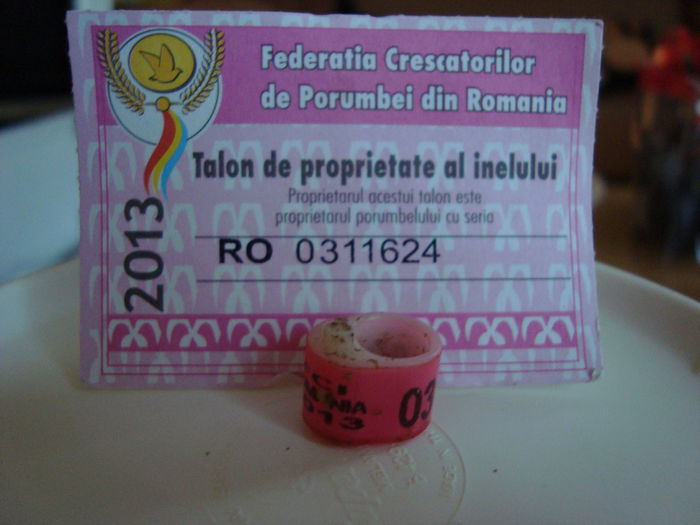 Federatia Crescatorilor
de Porumbei din Romania
Talon de proprietate al inelului
Proprietarul acestui talon este
proprietarul porumbelului cu seria
2013
RO 0311624
03